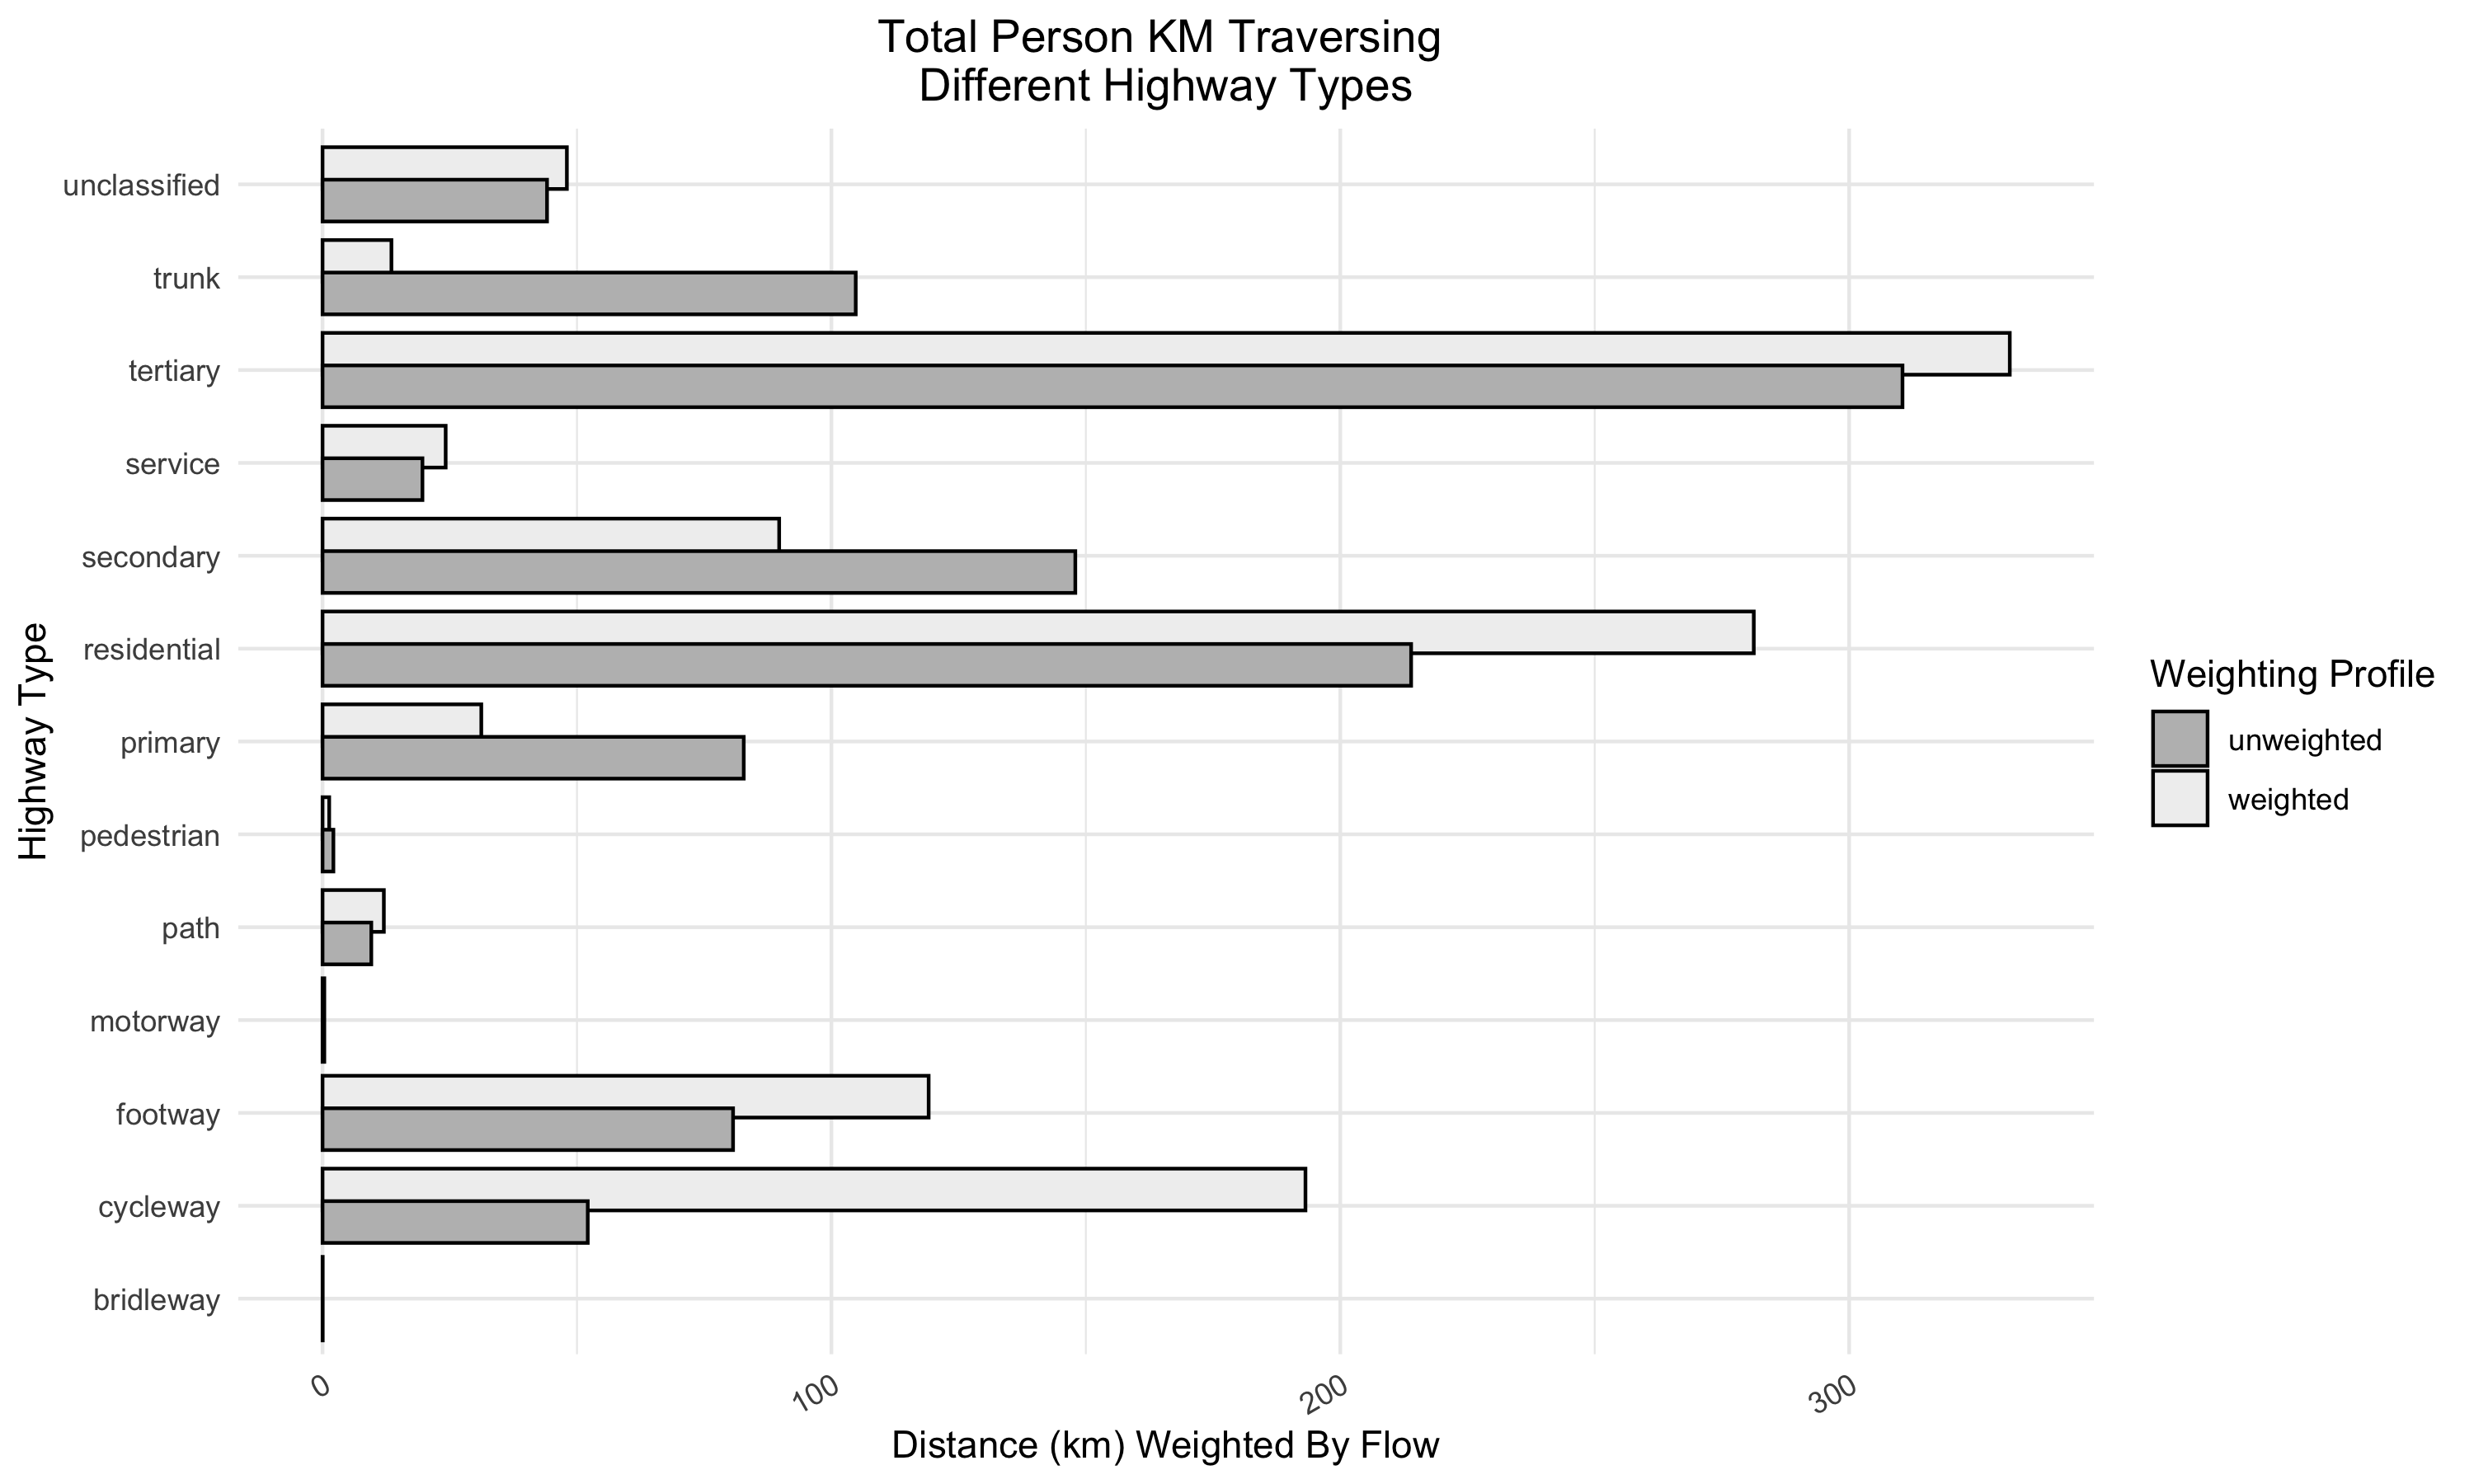 Total Person KM Traversing
Different Highway Types
Highway Type
unclassified
trunk
tertiary
service
secondary
residential
primary
pedestrian
path
motorway
footway
cycleway
bridleway
0
100
200
300
Distance (km) Weighted By Flow
Weighting Profile
unweighted
weighted